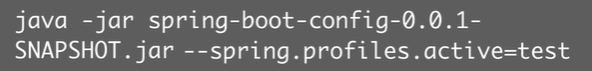 java -jar spring-boot-config-0.0.1-
SNAPSHOT.jar --spring.profiles.active=test